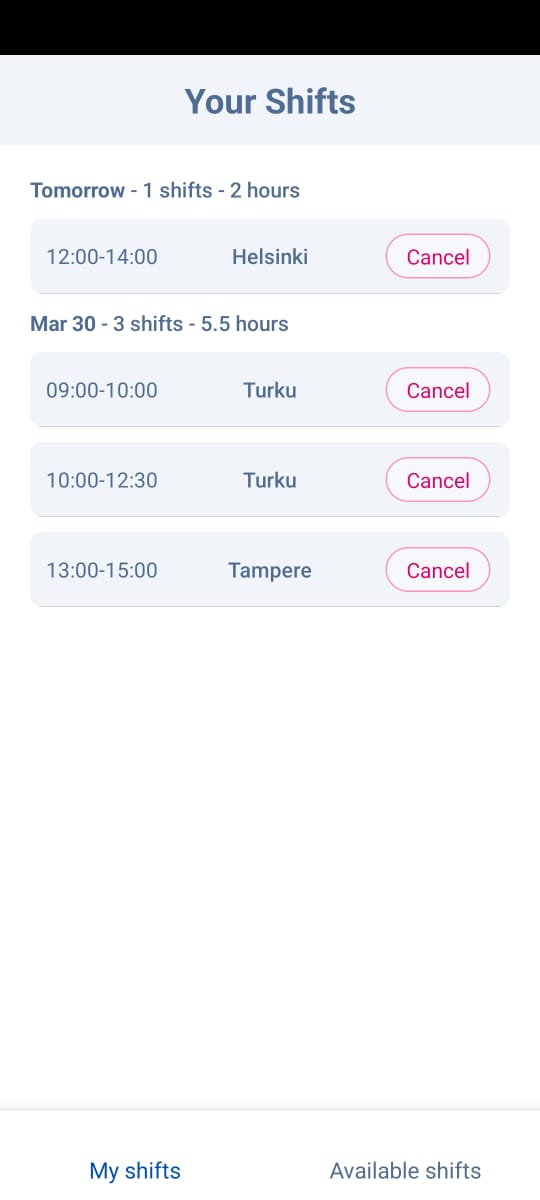 Your Shifts
Tomorrow - 1 shifts - 2 hours
12:00-14:00 Helsinki Cancel
Mar 30 - 3 shifts - 5.5 hours
09:00-10:00 Turku Cancel
10:00-12:30 Turku Cancel
13:00-15:00 Tampere Cancel
My shifts Available shifts